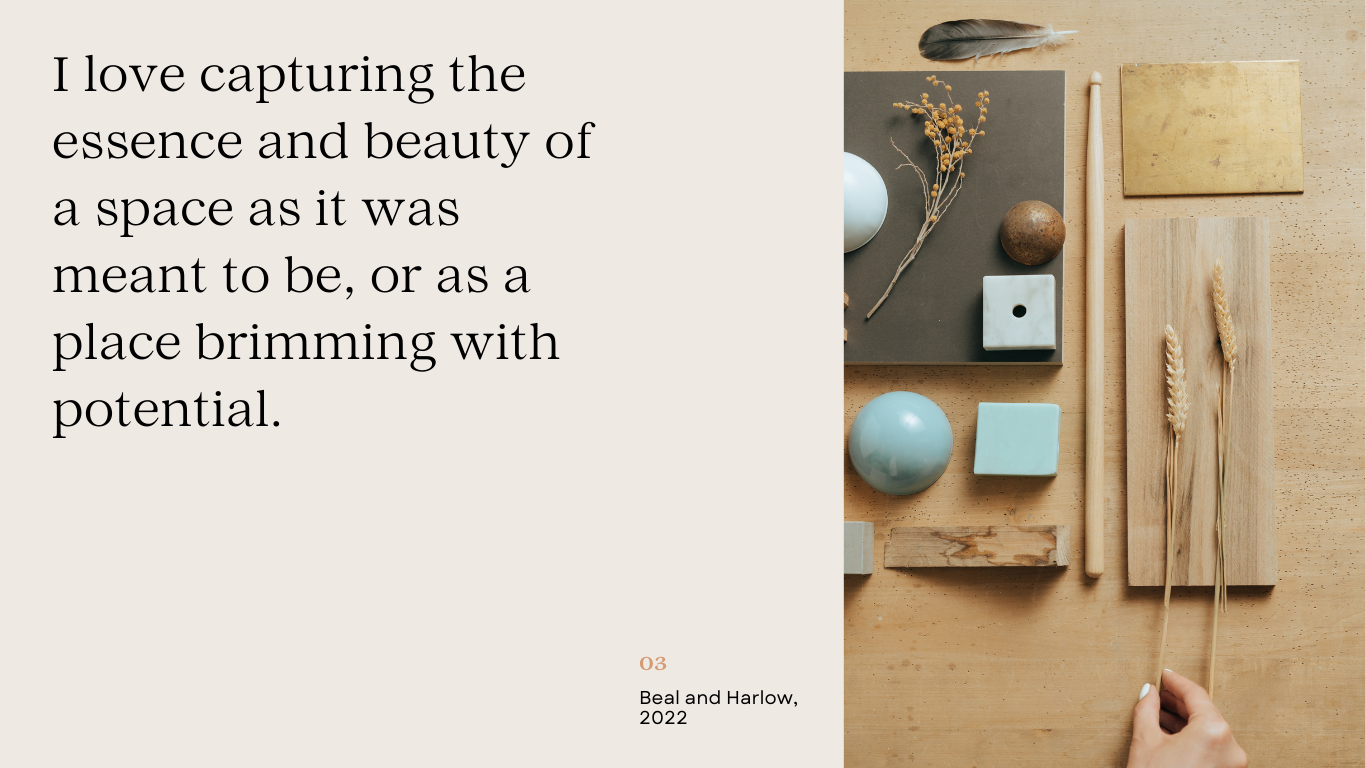 I love capturing the
essence and beauty of
a space as it was
meant to be, or as a
place brimming with
potential.
03
Beal and Harlow,
2022